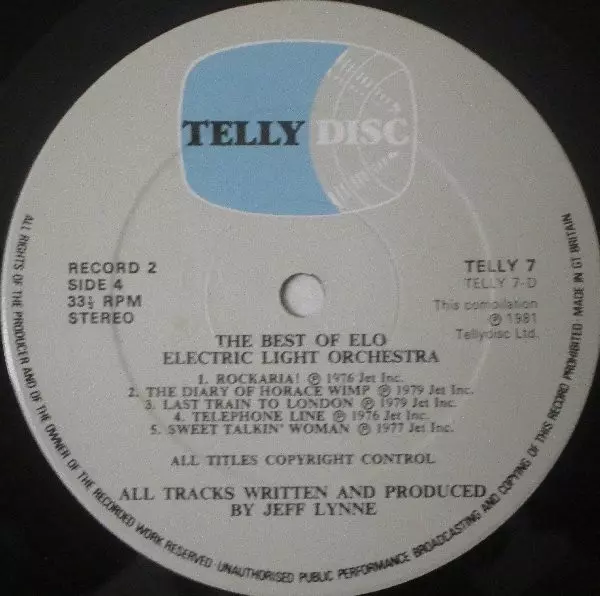 TELLY DISC
RECORD 2
SIDE 4
33⅓ RPM
STEREO
TELLY 7
TELLY 7-D
This compilation
℗ 1981
Tellydisc Ltd.
THE BEST OF ELO
ELECTRIC LIGHT ORCHESTRA
1. ROCKARIA! ℗ 1976 Jet Inc.
2. THE DIARY OF HORACE WIMP ℗ 1979 Jet Inc.
3. LAST TRAIN TO LONDON ℗ 1979 Jet Inc.
4. TELEPHONE LINE ℗ 1976 Jet Inc.
5. SWEET TALKIN' WOMAN ℗ 1977 Jet Inc.
ALL TITLES COPYRIGHT CONTROL
ALL TRACKS WRITTEN AND PRODUCED
BY JEFF LYNNE
ALL RIGHTS OF THE PRODUCER AND OF THE OWNER OF THE RECORDED WORK RESERVED UNAUTHORISED PUBLIC PERFORMANCE BROADCASTING AND COPYING OF THIS RECORD PROHIBITED · MADE IN GT BRITAIN